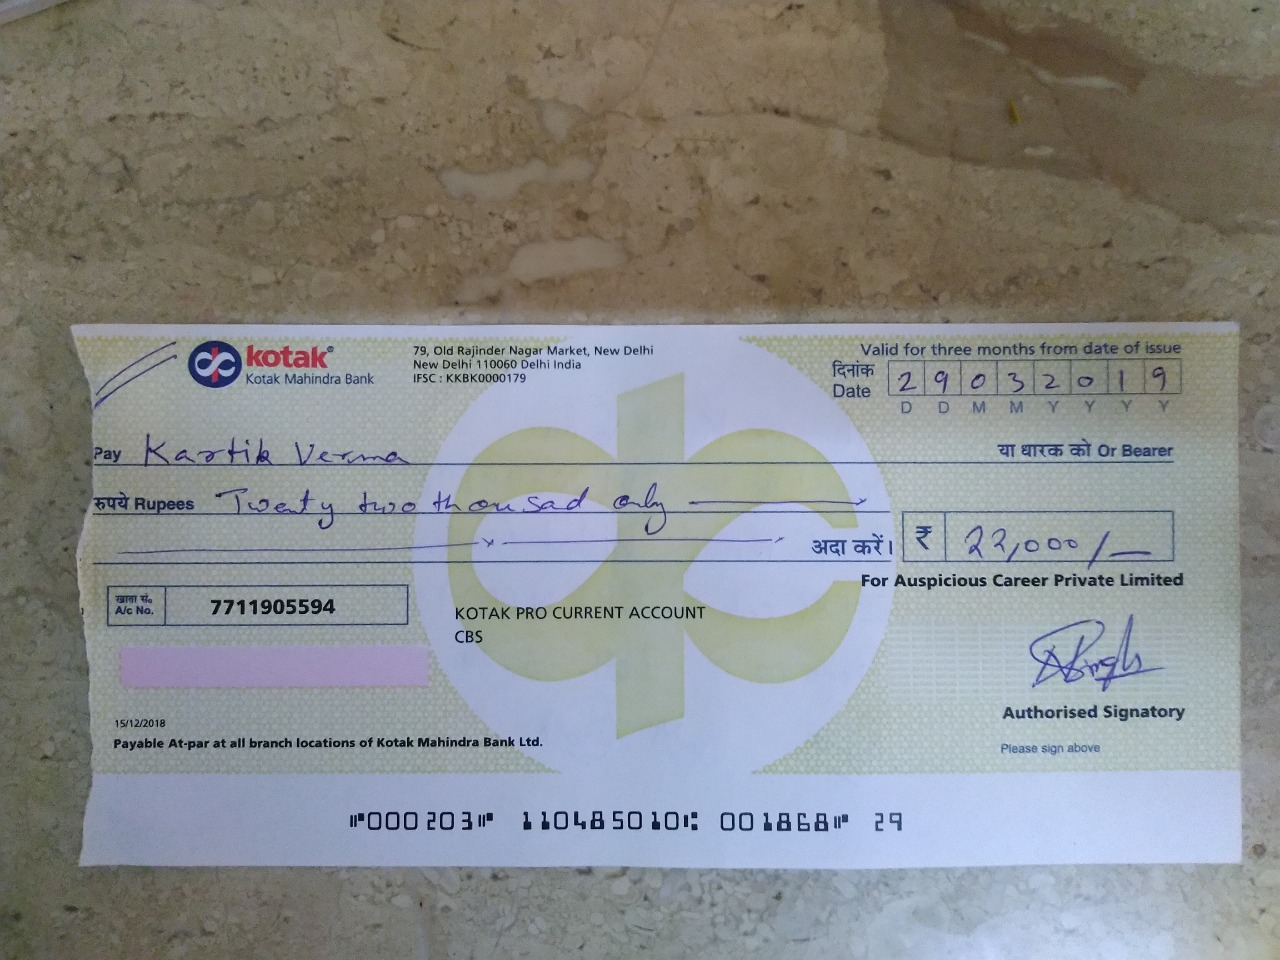 kotak®
Kotak Mahindra Bank
79, Old Rajinder Nagar Market, New Delhi
New Delhi 110060 Delhi India
IFSC : KKBK0000179
Valid for three months from date of issue
दिनांक
Date 2 9 0 3 2 0 1 9
D D M M Y Y Y Y
Pay Kartik Verma या धारक को Or Bearer
रुपये Rupees Twenty two thousad only
अदा करें। ₹ 22,000/-
For Auspicious Career Private Limited
खाता सं.
A/c No. 7711905594
KOTAK PRO CURRENT ACCOUNT
CBS
15/12/2018
Payable At-par at all branch locations of Kotak Mahindra Bank Ltd.
Authorised Signatory
Please sign above
⑈000203⑈ 110485010⑆ 001868⑈ 29